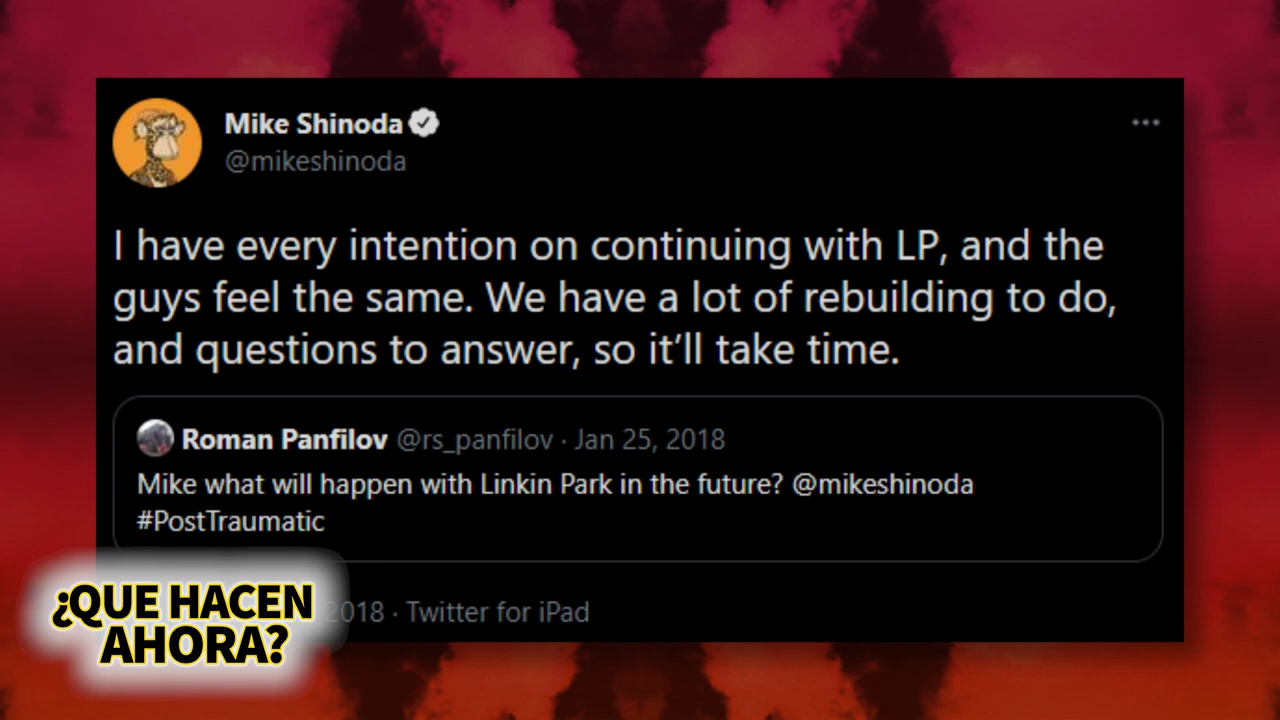 Mike Shinoda
@mikeshinoda
I have every intention on continuing with LP, and the
guys feel the same. We have a lot of rebuilding to do,
and questions to answer, so it’ll take time.
Roman Panfilov @rs_panfilov · Jan 25, 2018
Mike what will happen with Linkin Park in the future? @mikeshinoda
#PostTraumatic
2018 · Twitter for iPad
¿QUE HACEN
AHORA?